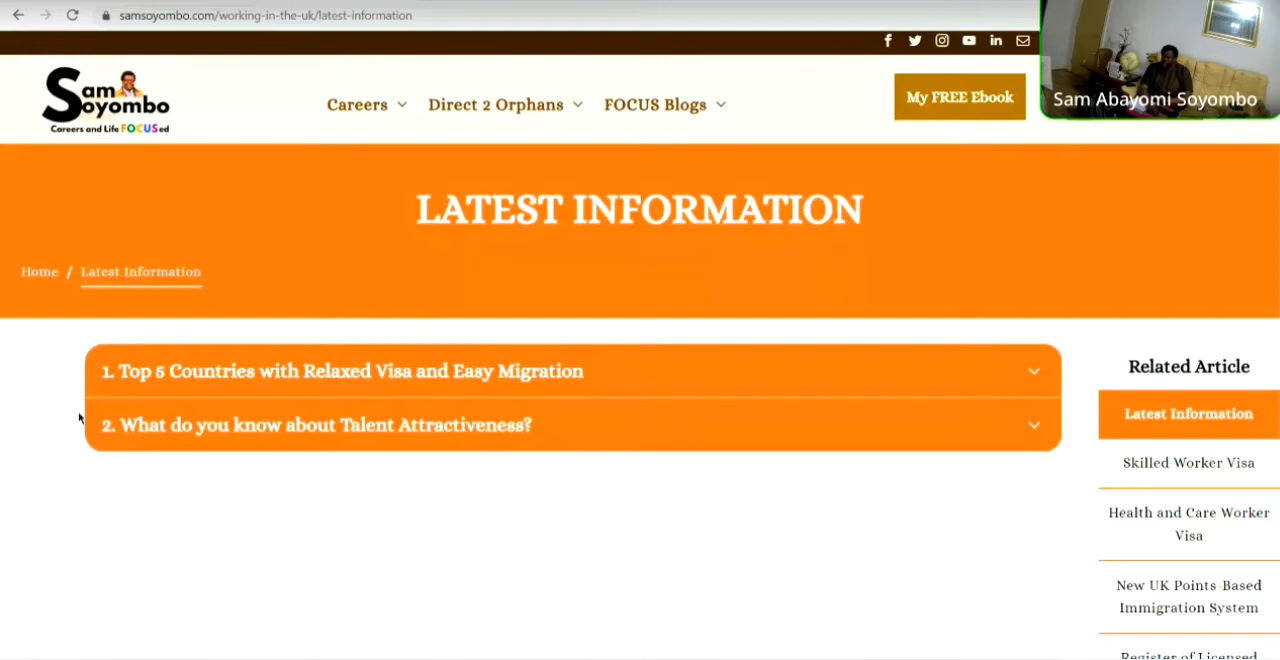 samsoyombo.com/working-in-the-uk/latest-information
Sam
Soyombo
Careers and Life FOCUSed
Careers
Direct 2 Orphans
FOCUS Blogs
My FREE Ebook
Sam Abayomi Soyombo
LATEST INFORMATION
Home / Latest Information
1. Top 5 Countries with Relaxed Visa and Easy Migration
2. What do you know about Talent Attractiveness?
Related Article
Latest Information
Skilled Worker Visa
Health and Care Worker
Visa
New UK Points-Based
Immigration System
Register of Licensed